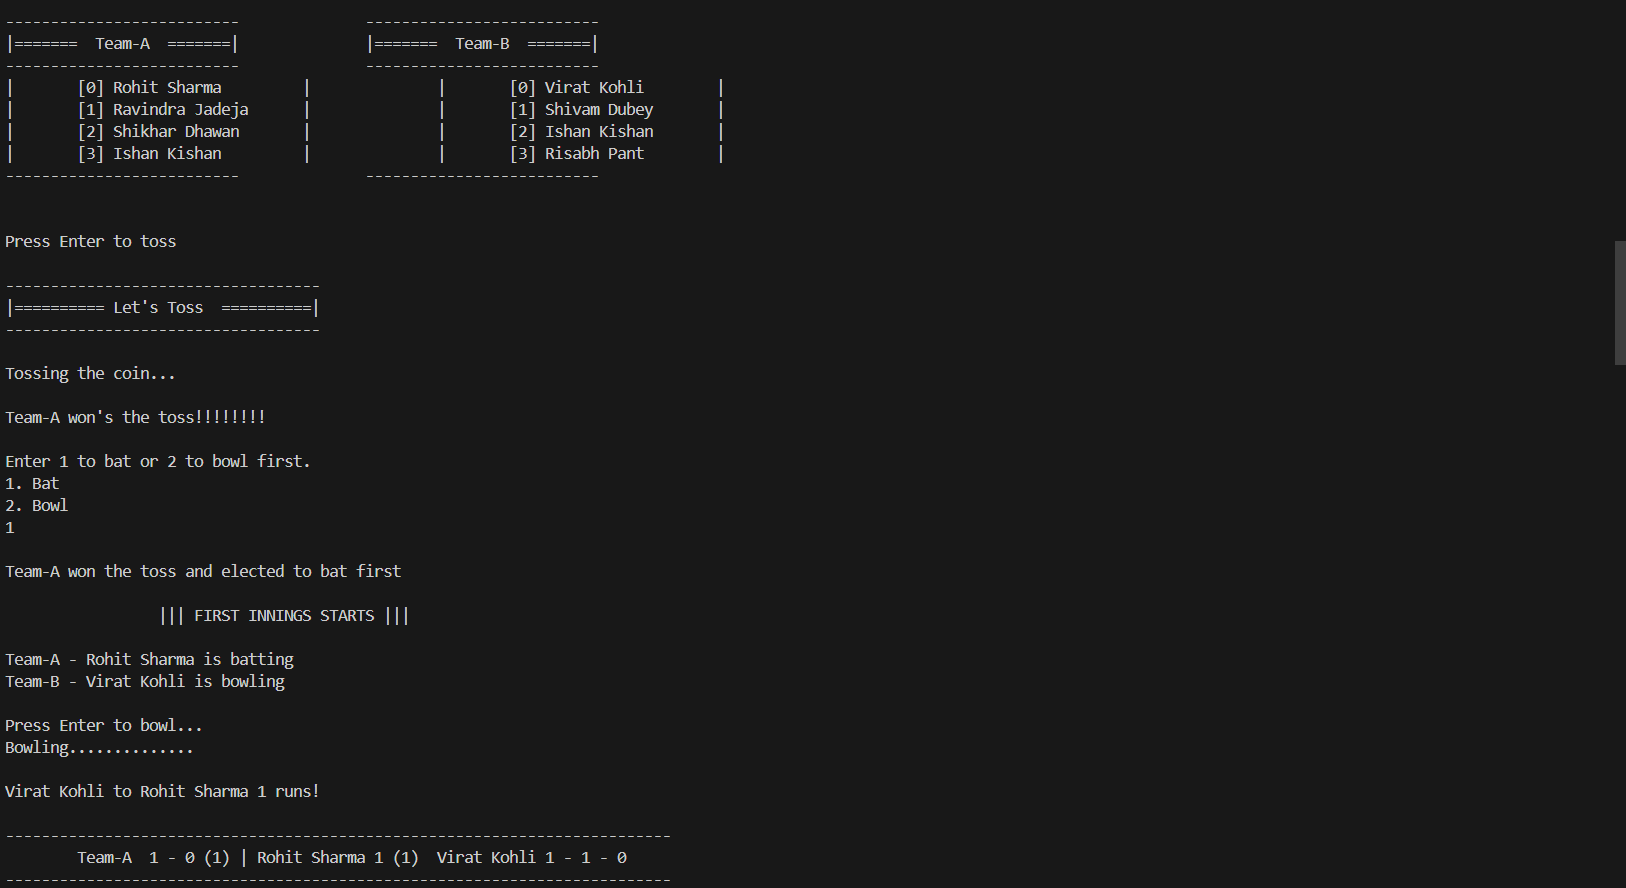 --------------------------              --------------------------
|=======  Team-A  =======|              |=======  Team-B  =======|
--------------------------              --------------------------
|       [0] Rohit Sharma         |              |       [0] Virat Kohli        |
|       [1] Ravindra Jadeja      |              |       [1] Shivam Dubey       |
|       [2] Shikhar Dhawan       |              |       [2] Ishan Kishan       |
|       [3] Ishan Kishan         |              |       [3] Risabh Pant        |
--------------------------              --------------------------
Press Enter to toss
-----------------------------------
|========== Let's Toss  ==========|
-----------------------------------
Tossing the coin...
Team-A won's the toss!!!!!!!!
Enter 1 to bat or 2 to bowl first.
1. Bat
2. Bowl
1
Team-A won the toss and elected to bat first
||| FIRST INNINGS STARTS |||
Team-A - Rohit Sharma is batting
Team-B - Virat Kohli is bowling
Press Enter to bowl...
Bowling..............
Virat Kohli to Rohit Sharma 1 runs!
--------------------------------------------------------------------------
Team-A  1 - 0 (1) | Rohit Sharma 1 (1)  Virat Kohli 1 - 1 - 0
--------------------------------------------------------------------------